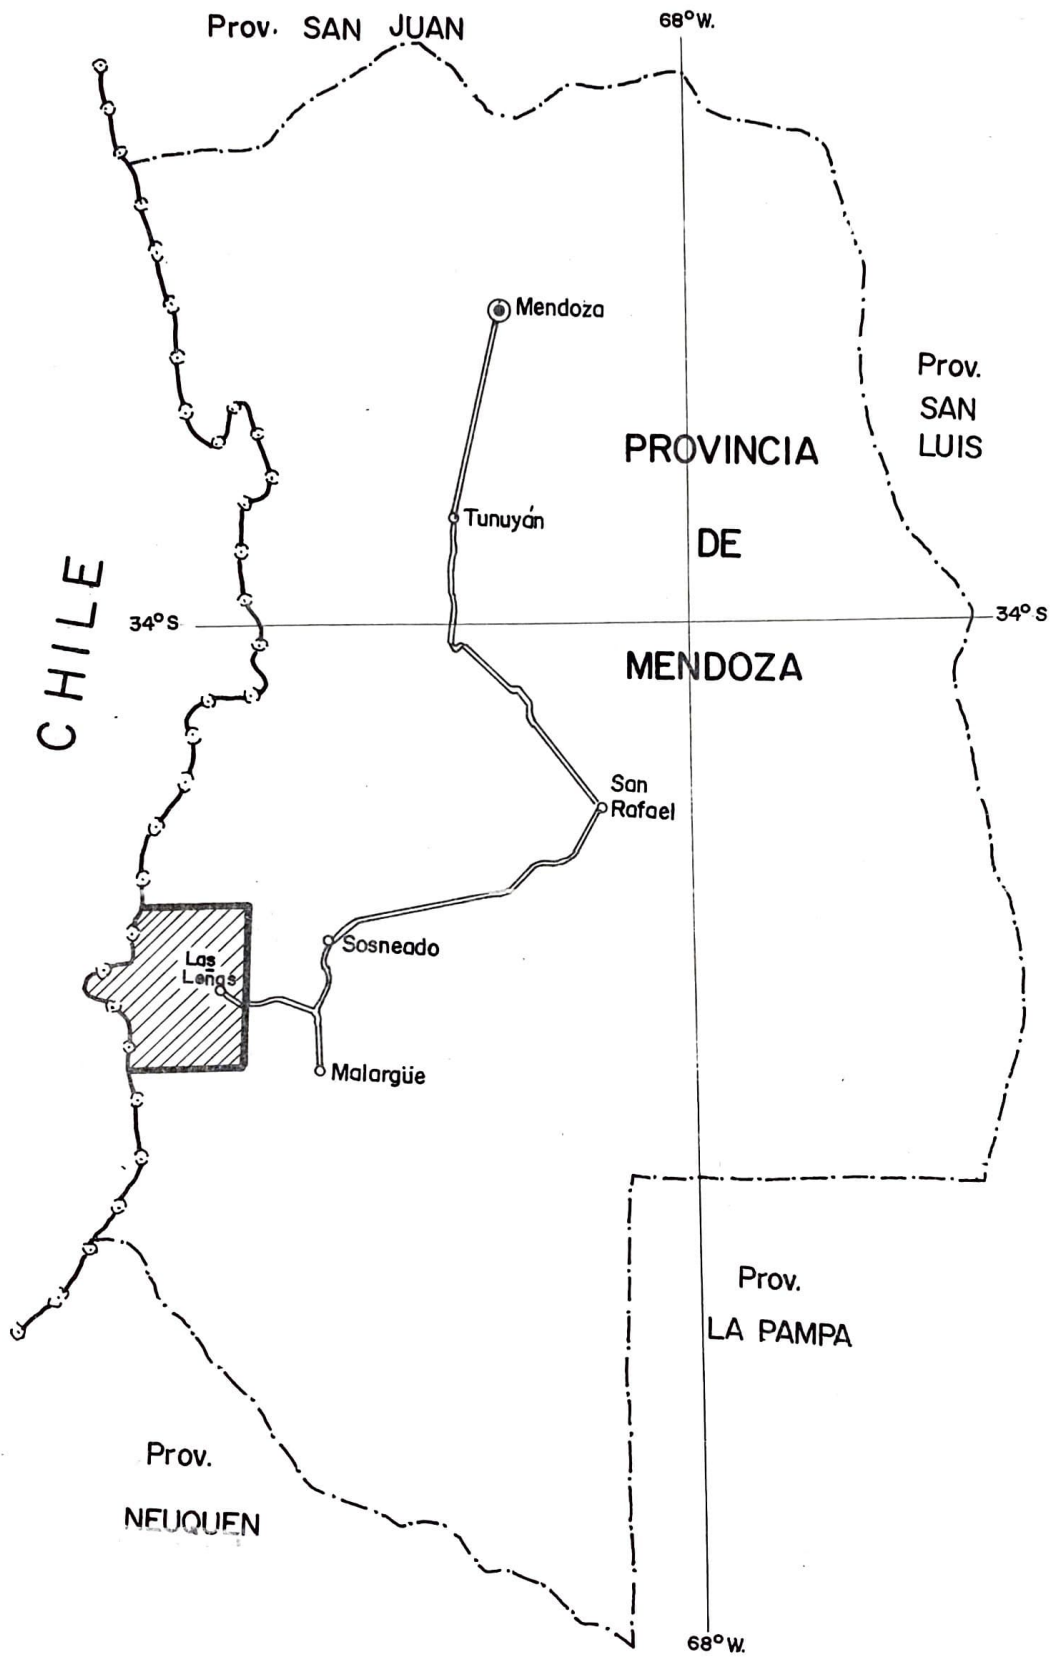 Prov. SAN JUAN
68°W.
Mendoza
Prov.
SAN
LUIS
PROVINCIA
Tunuyán
DE
CHILE
34°S
34°S
MENDOZA
San
Rafael
Sosneado
Las
Leñas
Malargüe
Prov.
LA PAMPA
Prov.
NEUQUEN
68°W.